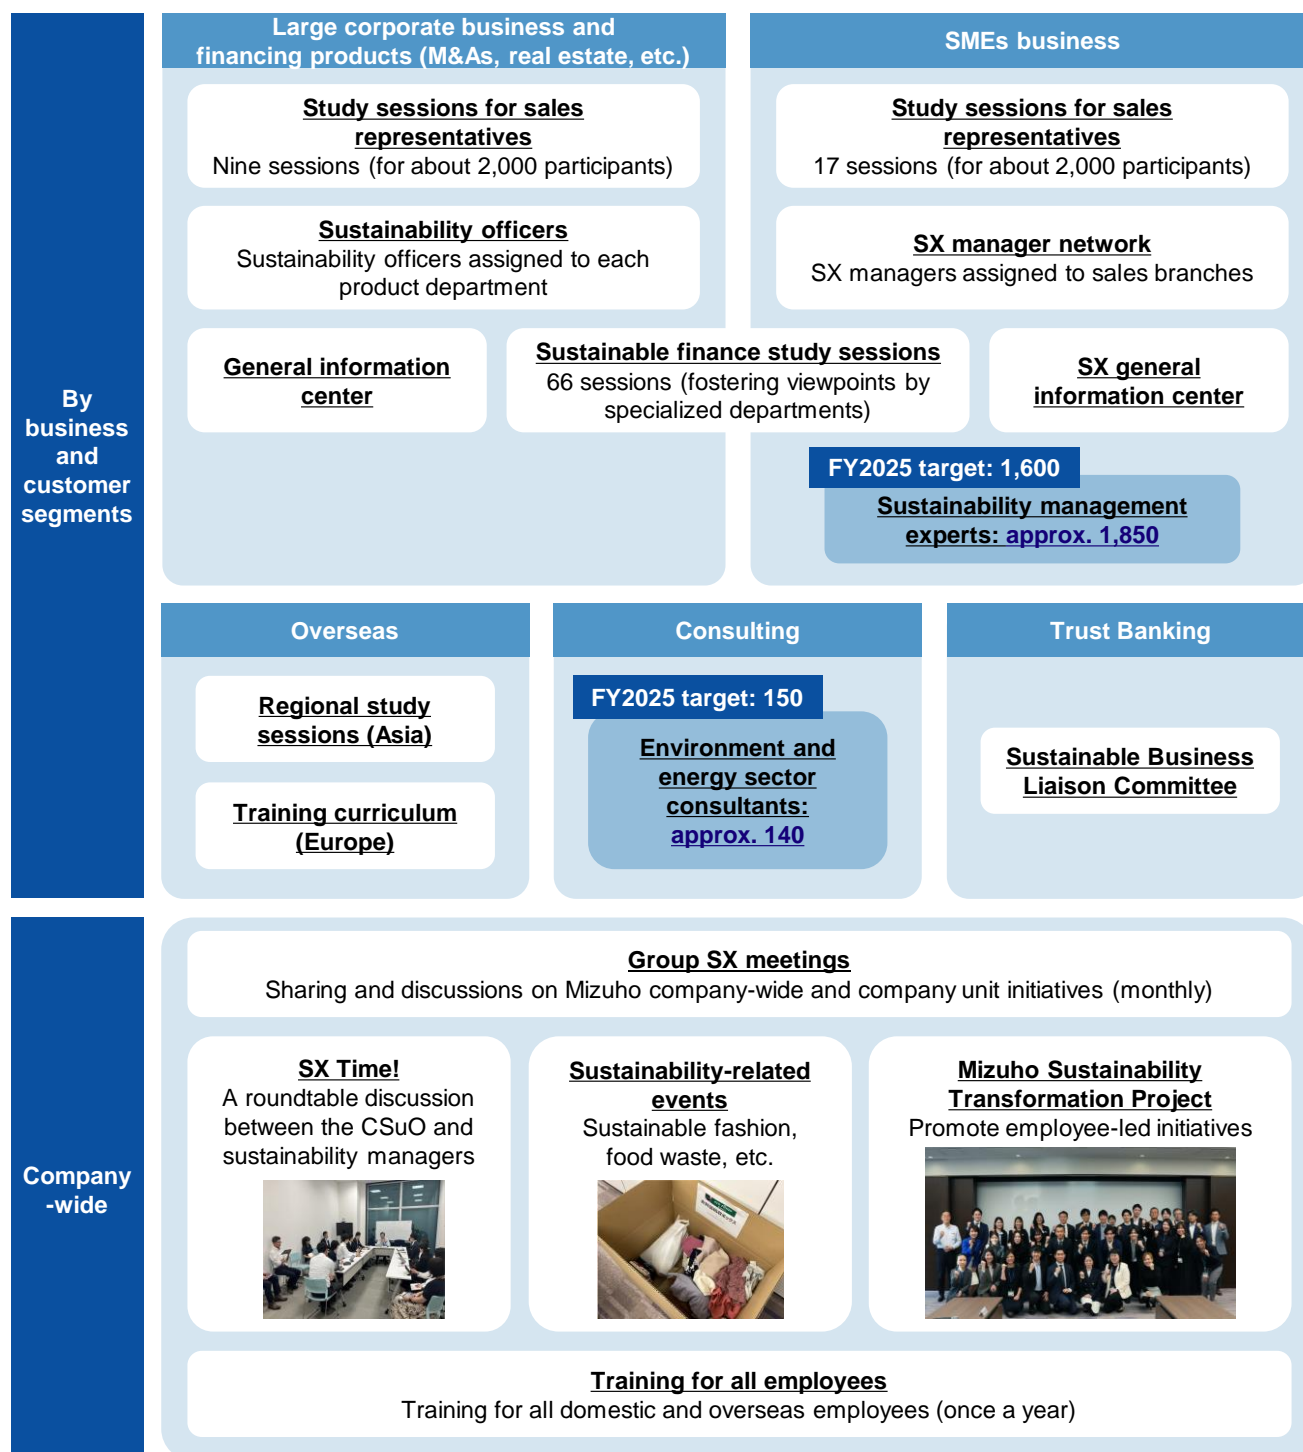 Large corporate business and
financing products (M&As, real estate, etc.)
SMEs business
Study sessions for sales
representatives
Nine sessions (for about 2,000 participants)
Study sessions for sales
representatives
17 sessions (for about 2,000 participants)
Sustainability officers
Sustainability officers assigned to each
product department
SX manager network
SX managers assigned to sales branches
General information
center
Sustainable finance study sessions
66 sessions (fostering viewpoints by
specialized departments)
SX general
information center
By
business
and
customer
segments
FY2025 target: 1,600
Sustainability management
experts: approx. 1,850
Overseas
Consulting
Trust Banking
Regional study
sessions (Asia)
Training curriculum
(Europe)
FY2025 target: 150
Environment and
energy sector
consultants:
approx. 140
Sustainable Business
Liaison Committee
Company
-wide
Group SX meetings
Sharing and discussions on Mizuho company-wide and company unit initiatives (monthly)
SX Time!
A roundtable discussion
between the CSuO and
sustainability managers
Sustainability-related
events
Sustainable fashion,
food waste, etc.
Mizuho Sustainability
Transformation Project
Promote employee-led initiatives
Training for all employees
Training for all domestic and overseas employees (once a year)